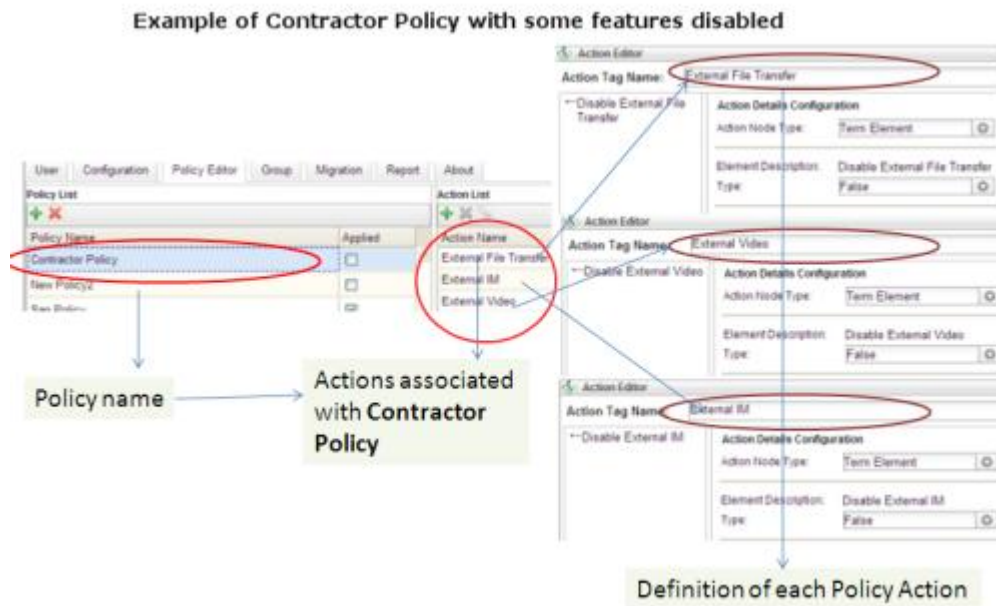 Example of Contractor Policy with some features disabled
Action Editor
Action Tag Name: External File Transfer
Disable External File Transfer
Action Details Configuration
Action Node Type: Term Element
Element Description: Disable External File Transfer
Type: False
User Configuration Policy Editor Group Migration Report About
Policy List
Policy Name Applied
Contractor Policy
New Policy2
Action List
Action Name
External File Transfer
External IM
External Video
Action Editor
Action Tag Name: External Video
Disable External Video
Action Details Configuration
Action Node Type: Term Element
Element Description: Disable External Video
Type: False
Action Editor
Action Tag Name: External IM
Disable External IM
Action Details Configuration
Action Node Type: Term Element
Element Description: Disable External IM
Type: False
Policy name
Actions associated
with Contractor
Policy
Definition of each Policy Action